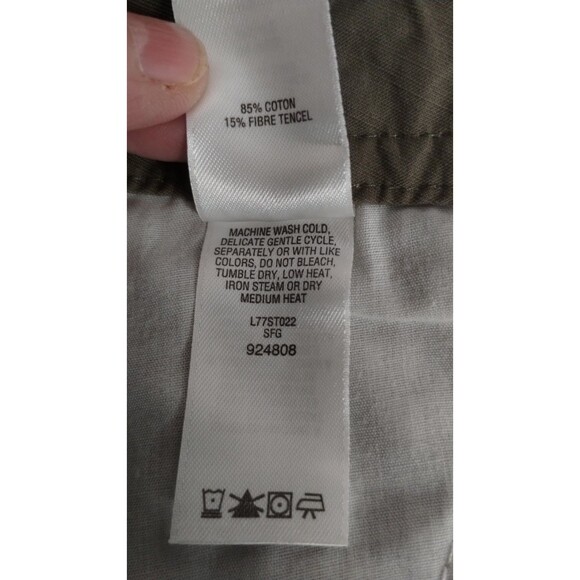 85% COTON
15% FIBRE TENCEL
MACHINE WASH COLD,
DELICATE GENTLE CYCLE,
SEPARATELY OR WITH LIKE
COLORS, DO NOT BLEACH,
TUMBLE DRY, LOW HEAT,
IRON STEAM OR DRY
MEDIUM HEAT
L77ST022
SFG
924808